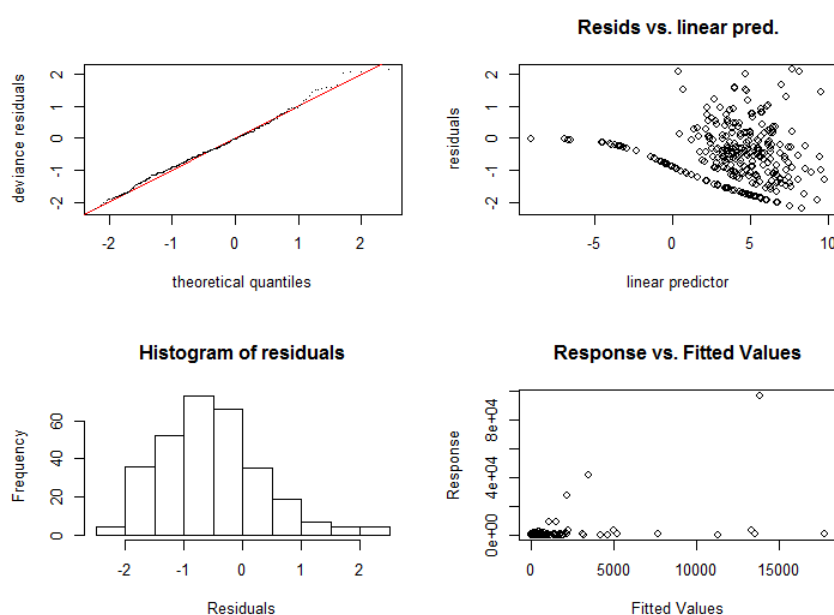 deviance residuals
2
1
0
-1
-2
-2 -1 0 1 2
theoretical quantiles
Resids vs. linear pred.
residuals
2
1
0
-1
-2
-5 0 5 10
linear predictor
Histogram of residuals
Frequency
60
40
20
0
-2 -1 0 1 2
Residuals
Response vs. Fitted Values
Response
8e+04
4e+04
0e+00
0 5000 10000 15000
Fitted Values